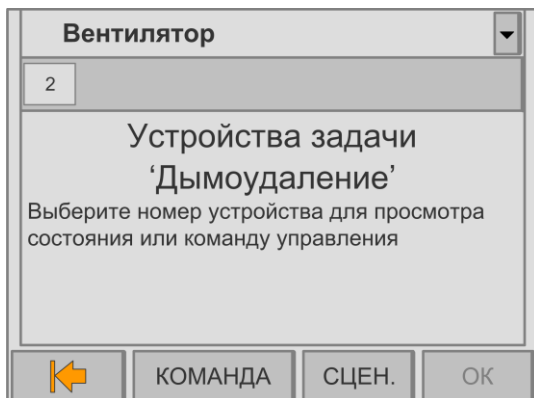 Вентилятор
2
Устройства задачи
‘Дымоудаление’
Выберите номер устройства для просмотра
состояния или команду управления
КОМАНДА СЦЕН. ОК